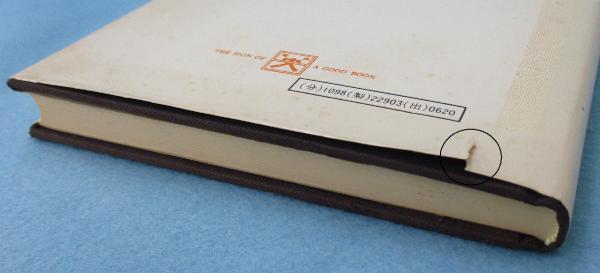 THE SIGN OF A GOOD BOOK
(分)1098(製)22903(出)0620